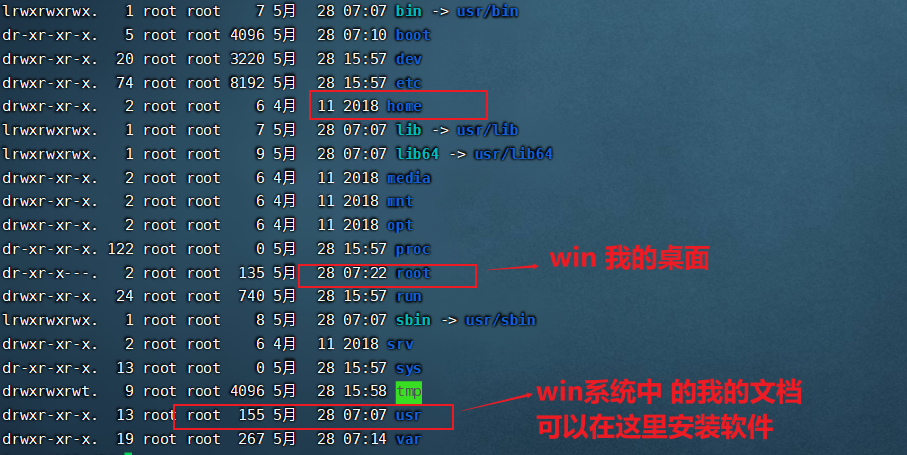 lrwxrwxrwx.   1 root root    7 5月   28 07:07 bin -> usr/bin
dr-xr-xr-x.   5 root root 4096 5月   28 07:10 boot
drwxr-xr-x.  20 root root 3220 5月   28 15:57 dev
drwxr-xr-x.  74 root root 8192 5月   28 15:57 etc
drwxr-xr-x.   2 root root    6 4月   11 2018 home
lrwxrwxrwx.   1 root root    7 5月   28 07:07 lib -> usr/lib
lrwxrwxrwx.   1 root root    9 5月   28 07:07 lib64 -> usr/lib64
drwxr-xr-x.   2 root root    6 4月   11 2018 media
drwxr-xr-x.   2 root root    6 4月   11 2018 mnt
drwxr-xr-x.   2 root root    6 4月   11 2018 opt
dr-xr-xr-x. 122 root root    0 5月   28 15:57 proc
dr-xr-x---.   2 root root  135 5月   28 07:22 root
win 我的桌面
drwxr-xr-x.  24 root root  740 5月   28 15:57 run
lrwxrwxrwx.   1 root root    8 5月   28 07:07 sbin -> usr/sbin
drwxr-xr-x.   2 root root    6 4月   11 2018 srv
dr-xr-xr-x.  13 root root    0 5月   28 15:57 sys
drwxrwxrwt.   9 root root 4096 5月   28 15:58 tmp
drwxr-xr-x.  13 root root  155 5月   28 07:07 usr
win系统中 的我的文档
可以在这里安装软件
drwxr-xr-x.  19 root root  267 5月   28 07:14 var